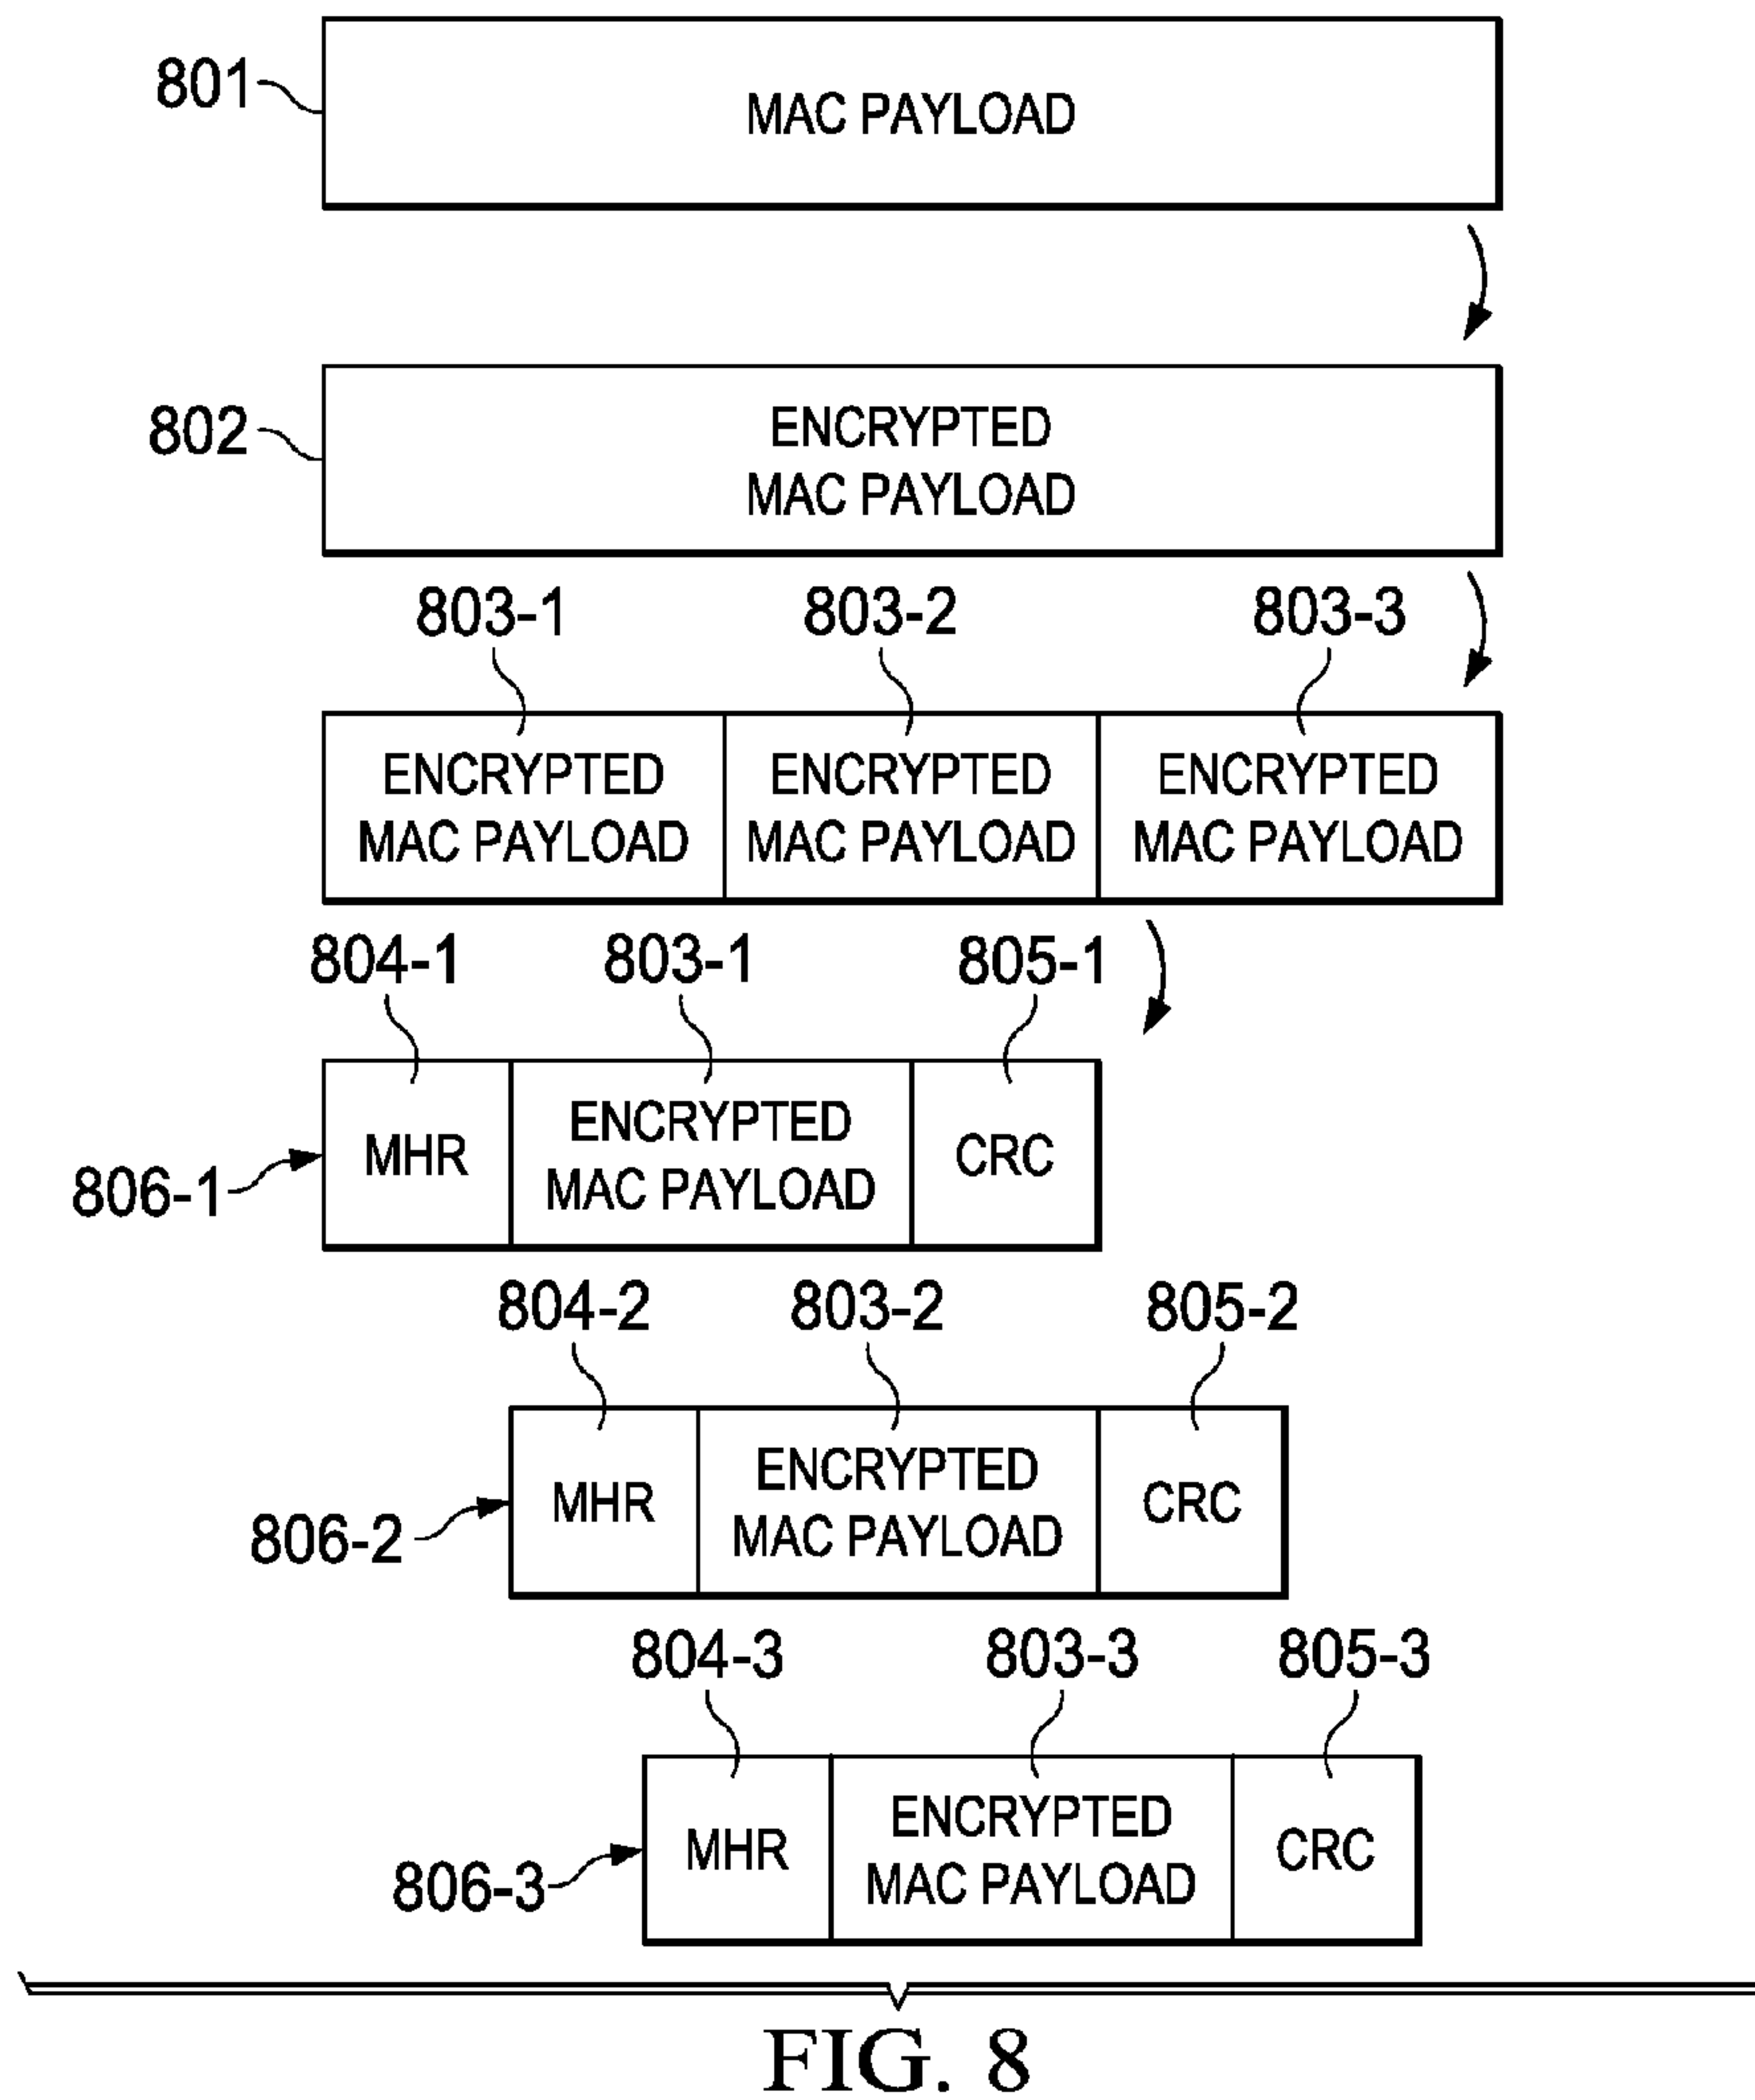 801
MAC PAYLOAD
802
ENCRYPTED
MAC PAYLOAD
803-1 803-2 803-3
ENCRYPTED ENCRYPTED ENCRYPTED
MAC PAYLOAD MAC PAYLOAD MAC PAYLOAD
804-1 803-1 805-1
806-1
MHR
ENCRYPTED
MAC PAYLOAD
CRC
804-2 803-2 805-2
806-2
MHR
ENCRYPTED
MAC PAYLOAD
CRC
804-3 803-3 805-3
806-3
MHR
ENCRYPTED
MAC PAYLOAD
CRC
FIG. 8